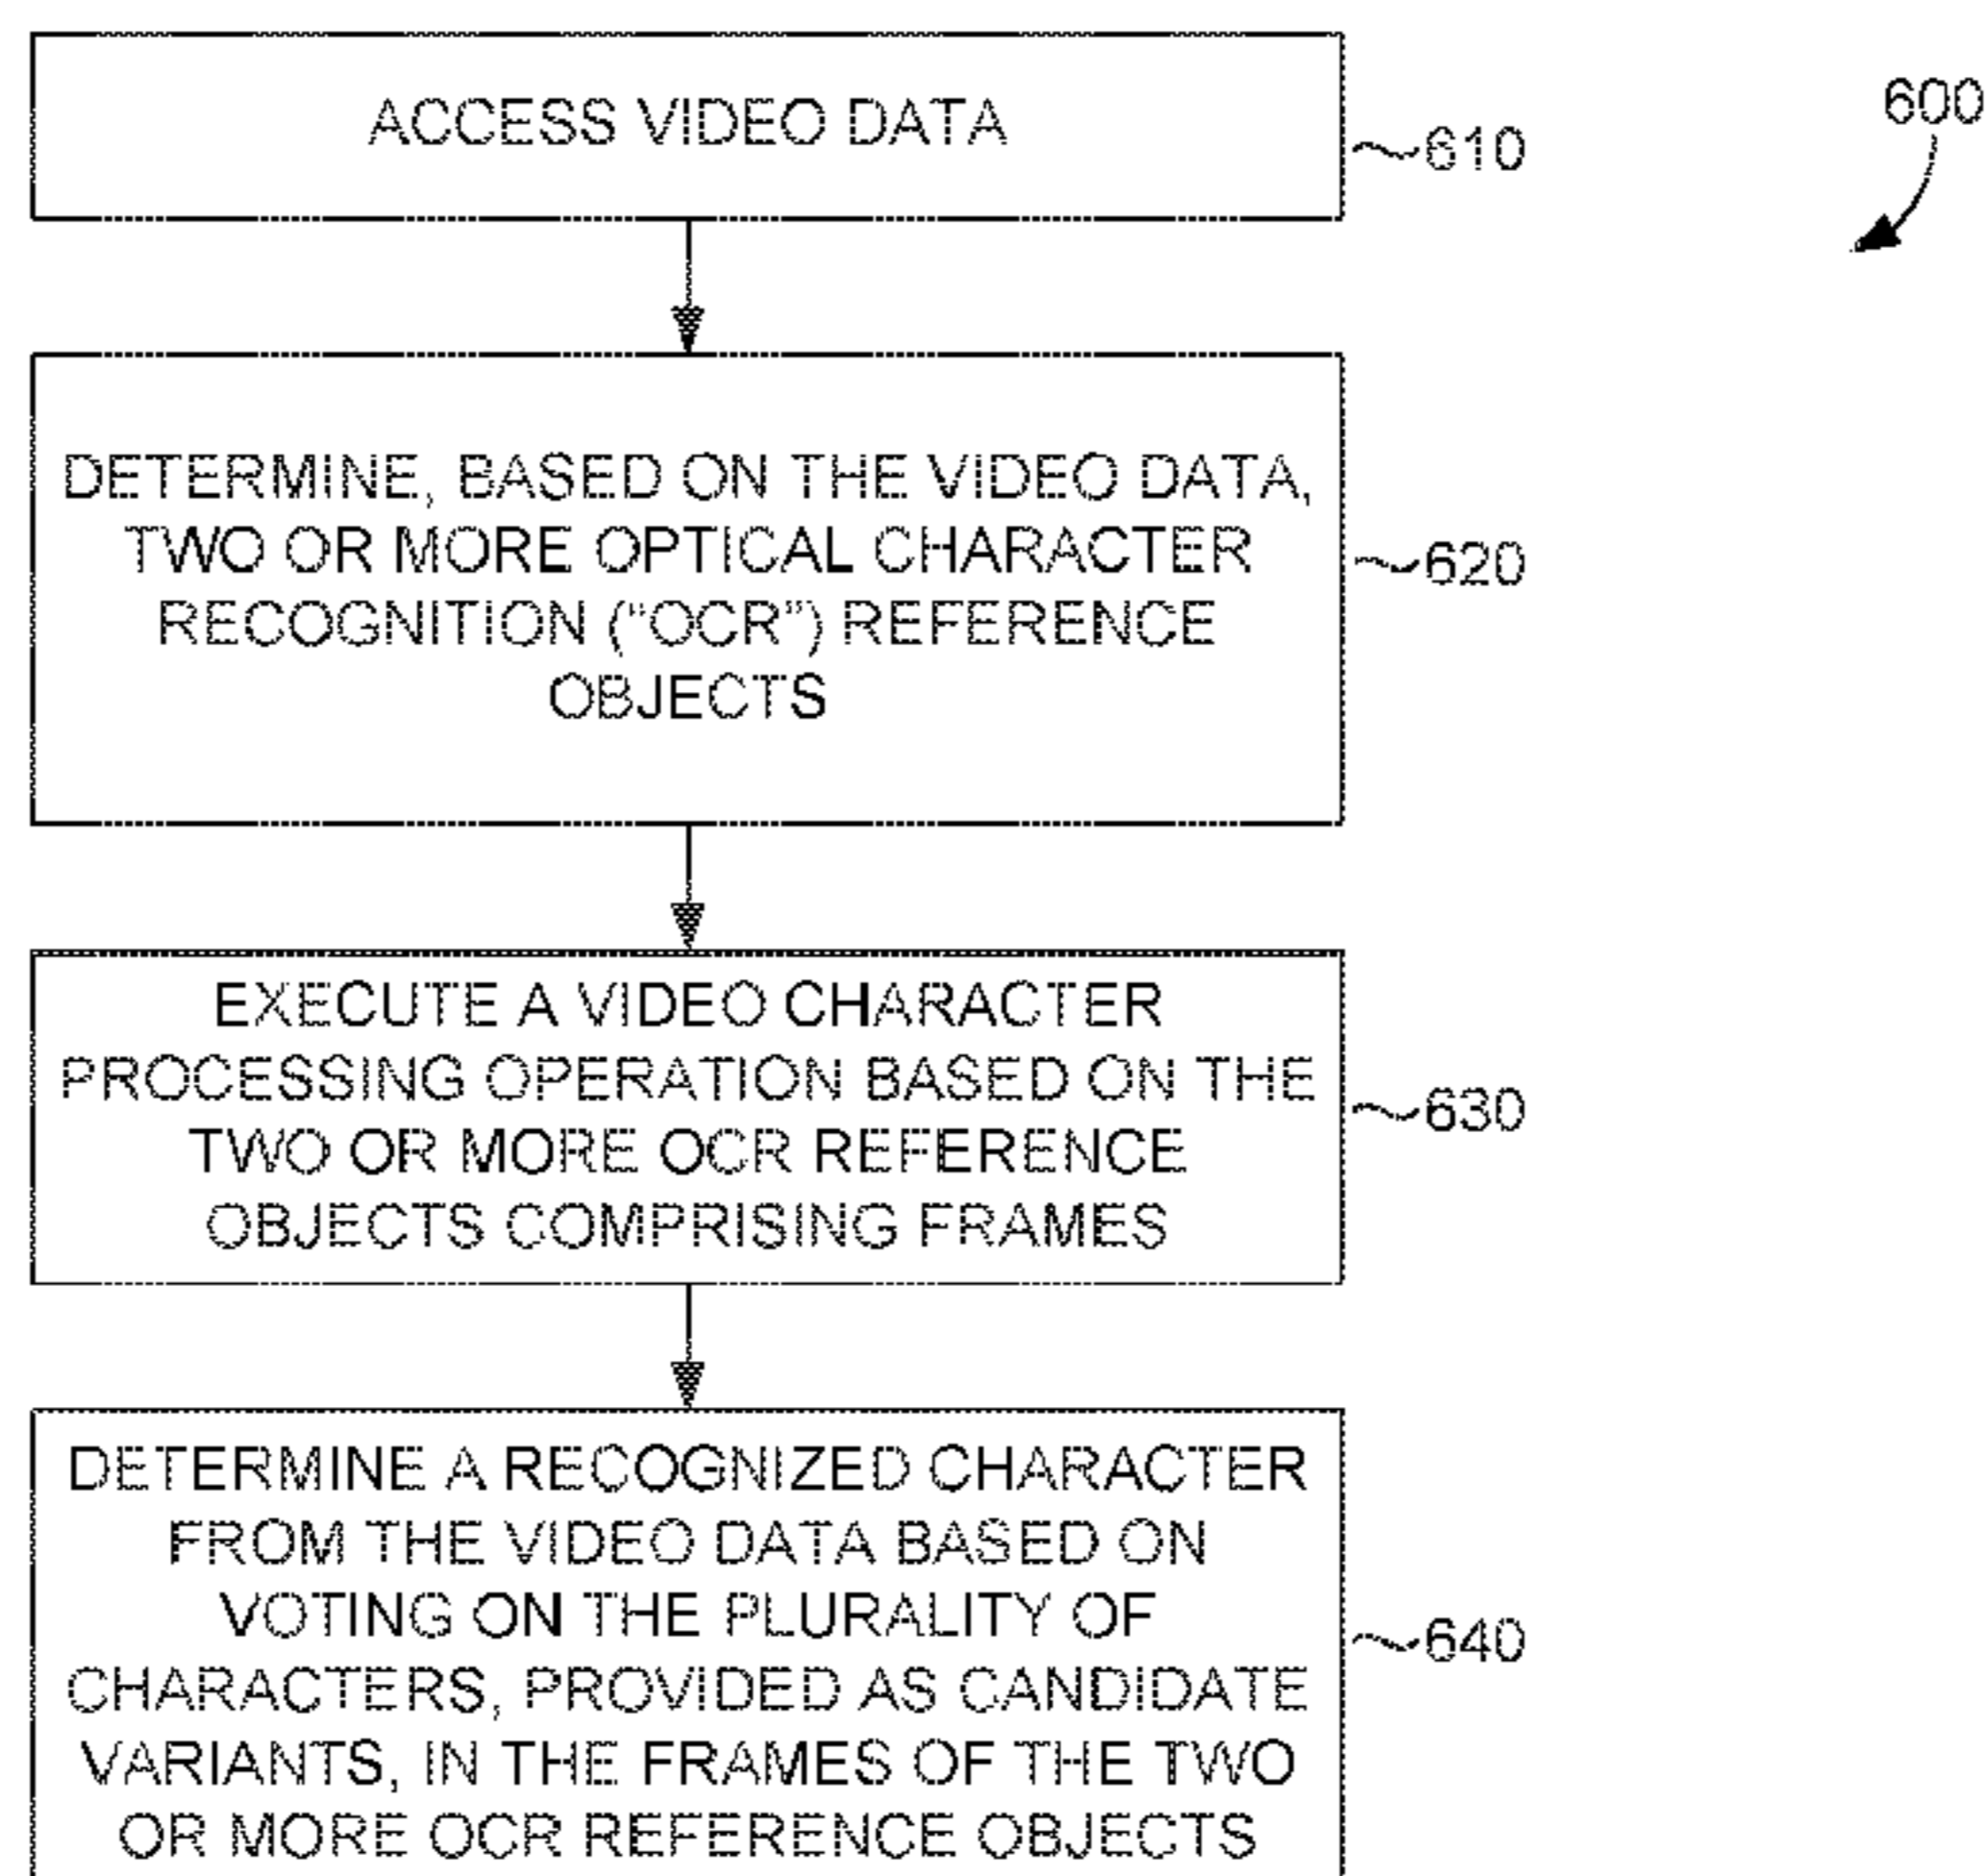 ACCESS VIDEO DATA
610
600
DETERMINE, BASED ON THE VIDEO DATA,
TWO OR MORE OPTICAL CHARACTER
RECOGNITION (“OCR”) REFERENCE
OBJECTS
620
EXECUTE A VIDEO CHARACTER
PROCESSING OPERATION BASED ON THE
TWO OR MORE OCR REFERENCE
OBJECTS COMPRISING FRAMES
630
DETERMINE A RECOGNIZED CHARACTER
FROM THE VIDEO DATA BASED ON
VOTING ON THE PLURALITY OF
CHARACTERS, PROVIDED AS CANDIDATE
VARIANTS, IN THE FRAMES OF THE TWO
OR MORE OCR REFERENCE OBJECTS
640